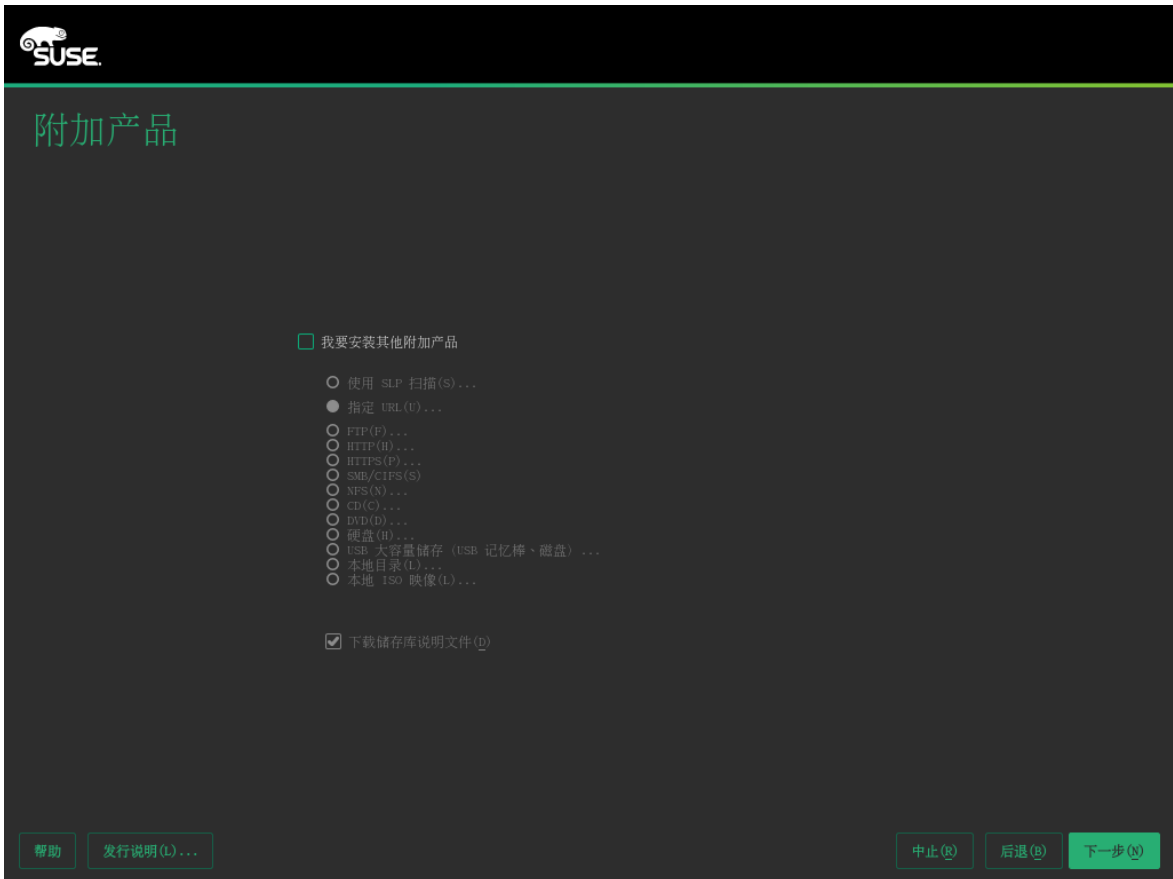 SUSE.
附加产品
我要安装其他附加产品
使用 SLP 扫描(S)...
指定 URL(U)...
FTP(F)...
HTTP(H)...
HTTPS(P)...
SMB/CIFS(S)
NFS(N)...
CD(C)...
DVD(D)...
硬盘(H)...
USB 大容量储存 (USB 记忆棒、磁盘) ...
本地目录(L)...
本地 ISO 映像(L)...
下载储存库说明文件(D)
帮助 发行说明(L)... 中止(R) 后退(B) 下一步(N)